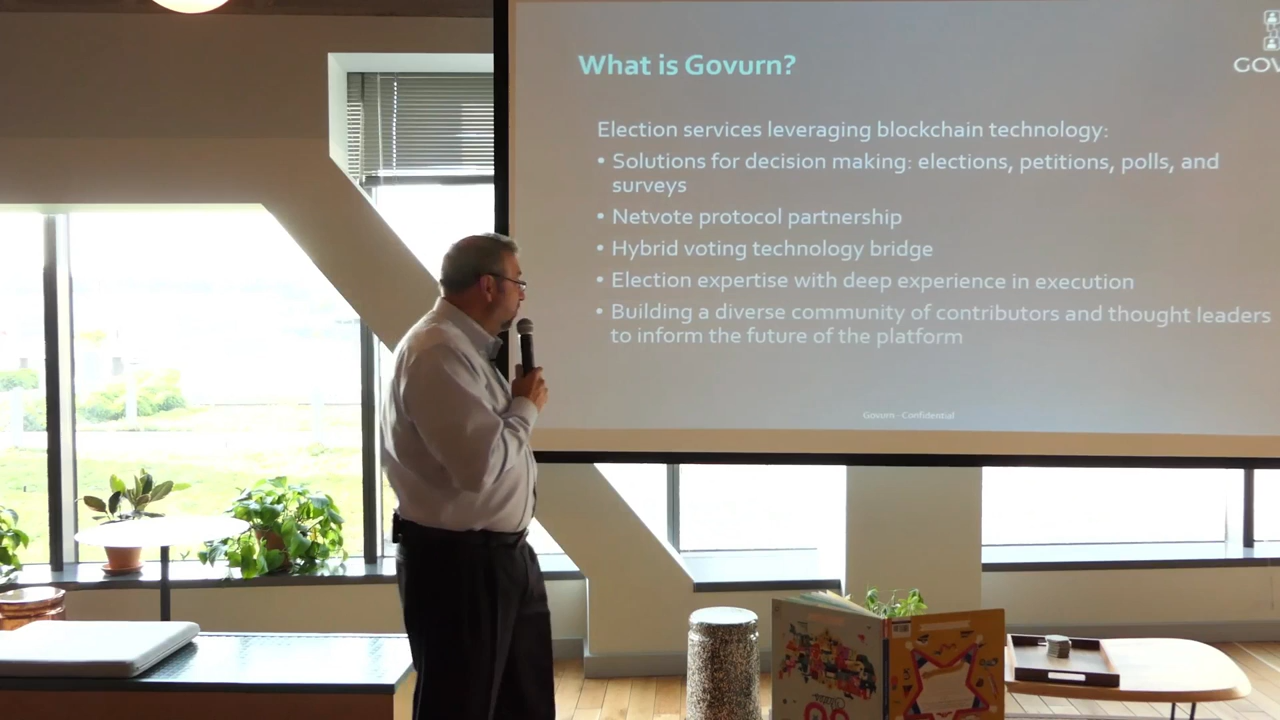 What is Govurn?
GOV
Election services leveraging blockchain technology:
• Solutions for decision making: elections, petitions, polls, and
surveys
• Netvote protocol partnership
• Hybrid voting technology bridge
• Election expertise with deep experience in execution
• Building a diverse community of contributors and thought leaders
to inform the future of the platform
Govurn - Confidential